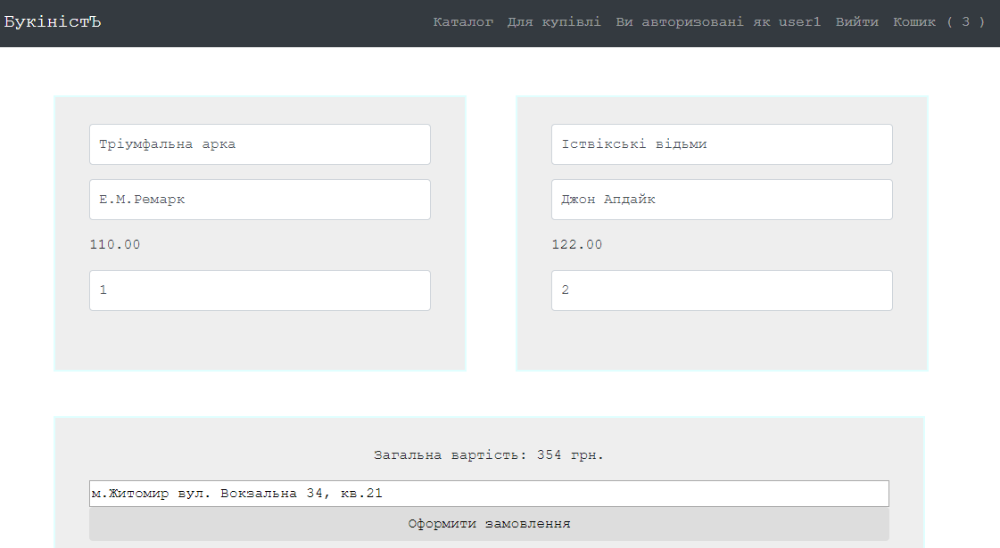 БукіністЪ Каталог Для купівлі Ви авторизовані як user1 Вийти Кошик ( 3 )
Тріумфальна арка
Е.М.Ремарк
110.00
1
Іствікські відьми
Джон Апдайк
122.00
2
Загальна вартість: 354 грн.
м.Житомир вул. Вокзальна 34, кв.21
Оформити замовлення